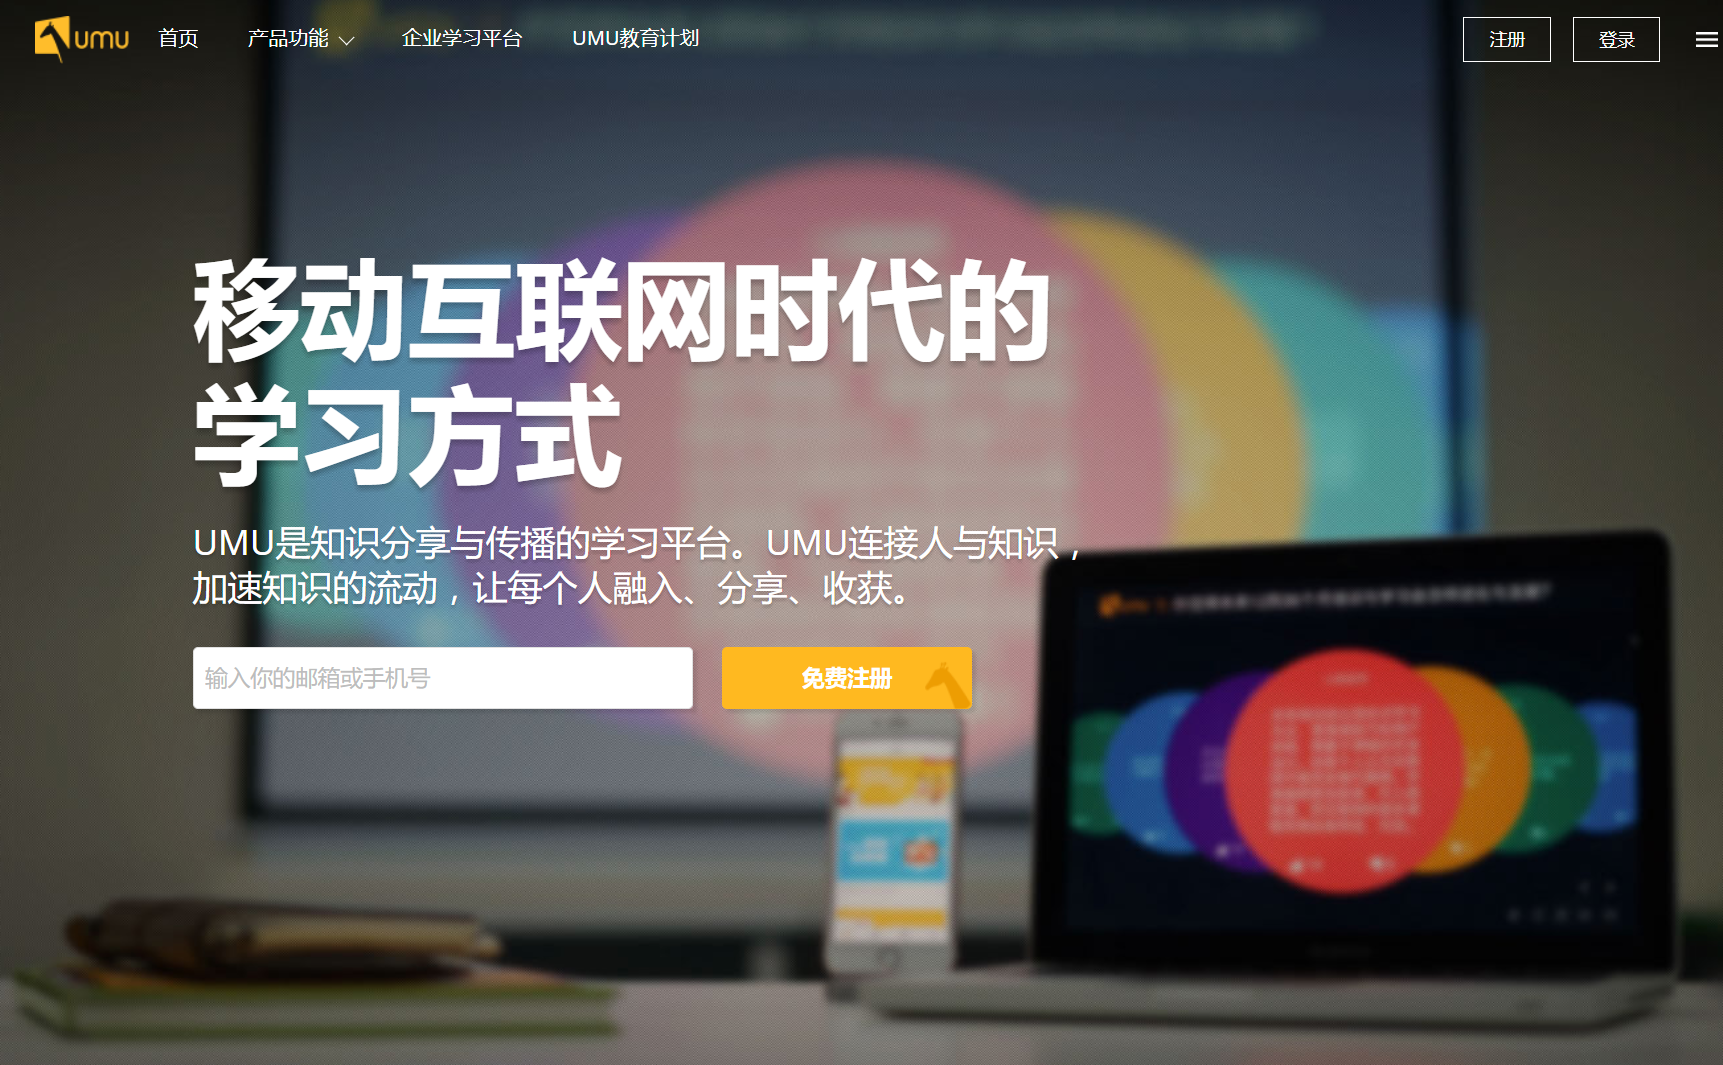 umu
首页
产品功能
企业学习平台
UMU教育计划
注册
登录
移动互联网时代的
学习方式
UMU是知识分享与传播的学习平台。UMU连接人与知识，
加速知识的流动，让每个人融入、分享、收获。
输入你的邮箱或手机号
免费注册